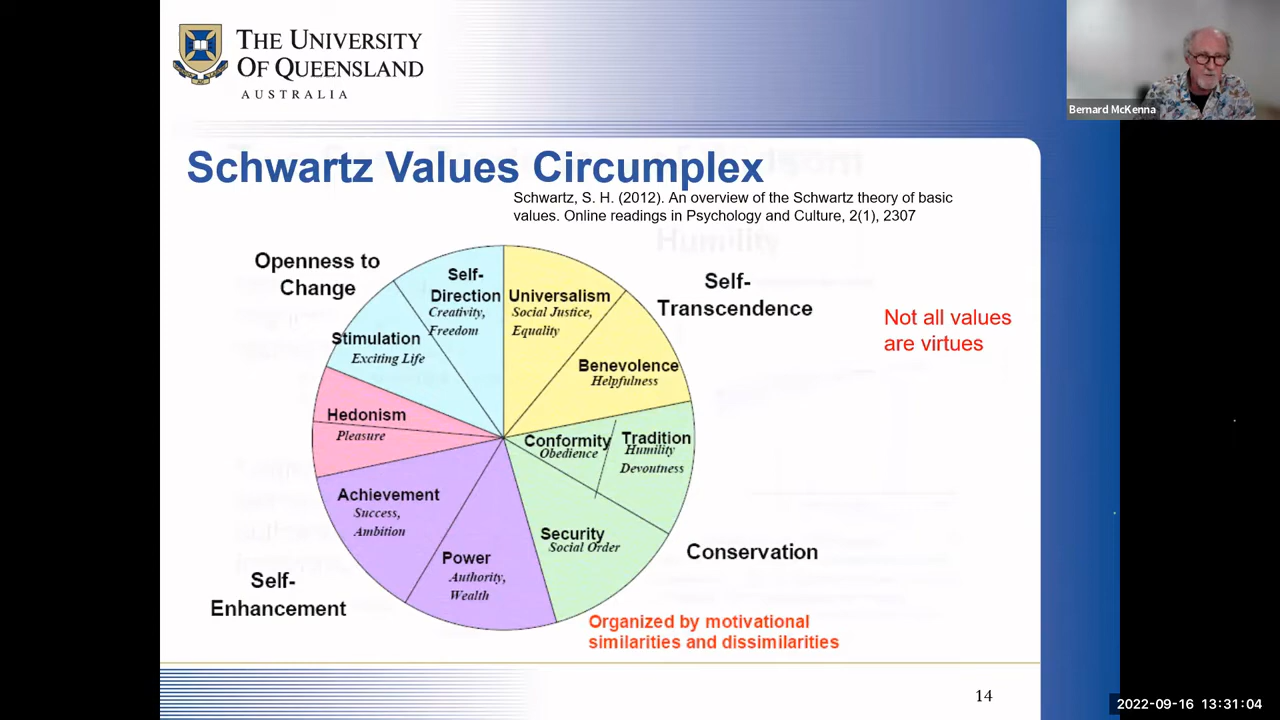 THE UNIVERSITY
OF QUEENSLAND
AUSTRALIA
Bernard McKenna
Schwartz Values Circumplex
Schwartz, S. H. (2012). An overview of the Schwartz theory of basic
values. Online readings in Psychology and Culture, 2(1), 2307
Humility
Openness to
Change
Self-
Direction
Creativity,
Freedom
Universalism
Social Justice,
Equality
Self-
Transcendence
Not all values
are virtues
Stimulation
Exciting Life
Benevolence
Helpfulness
Hedonism
Pleasure
Conformity
Obedience
Tradition
Humility
Devoutness
Achievement
Success,
Ambition
Security
Social Order
Power
Authority,
Wealth
Conservation
Self-
Enhancement
Organized by motivational
similarities and dissimilarities
14
2022-09-16 13:31:04